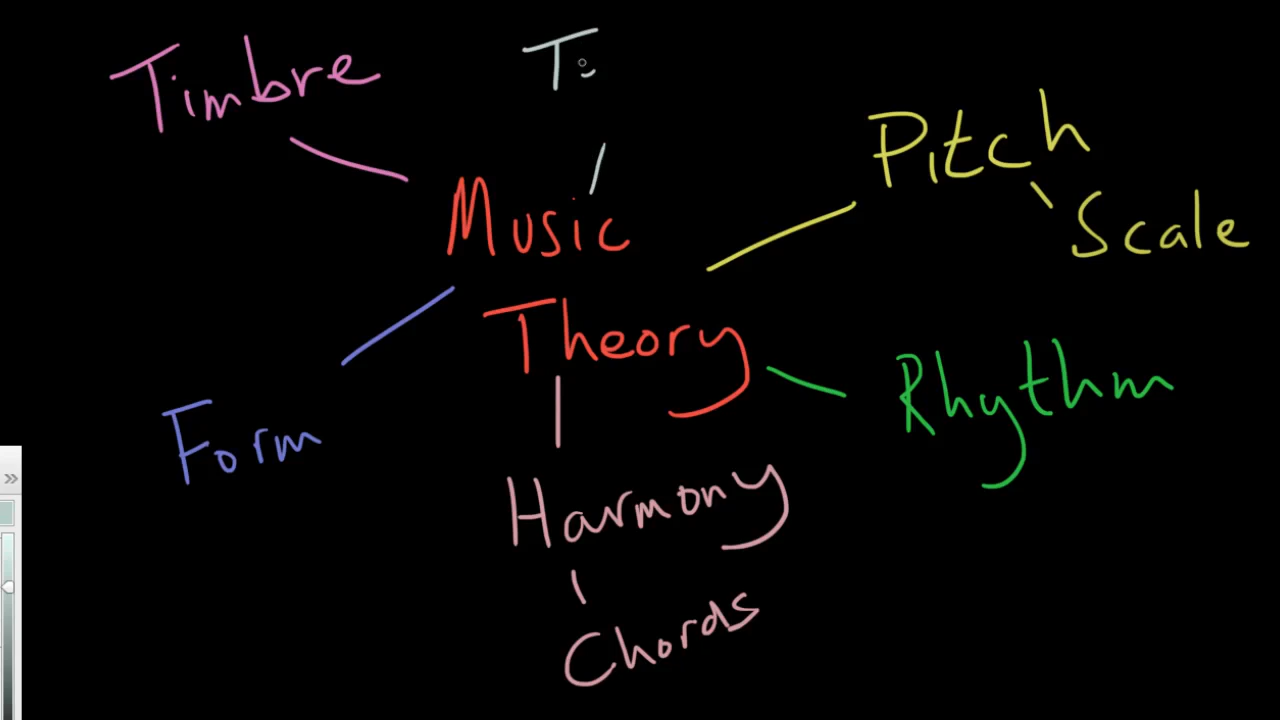 Timbre
T
Pitch
Scale
Music
Theory
Rhythm
Form
Harmony
Chords